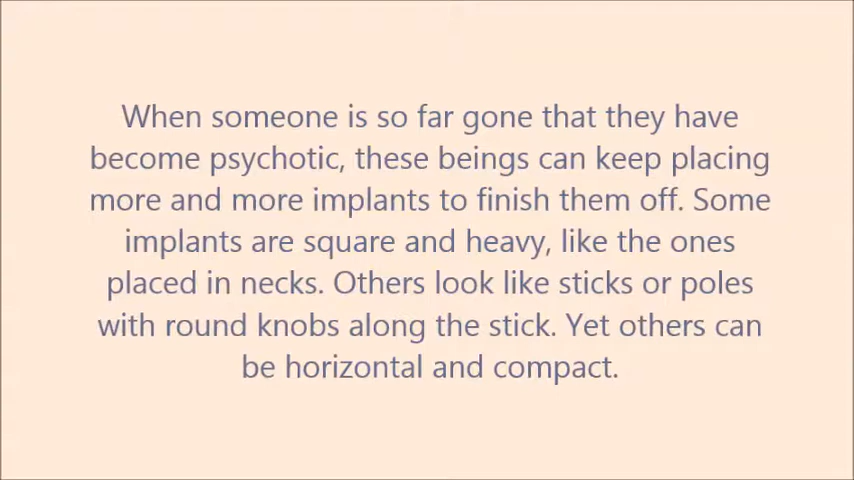 When someone is so far gone that they have
become psychotic, these beings can keep placing
more and more implants to finish them off. Some
implants are square and heavy, like the ones
placed in necks. Others look like sticks or poles
with round knobs along the stick. Yet others can
be horizontal and compact.